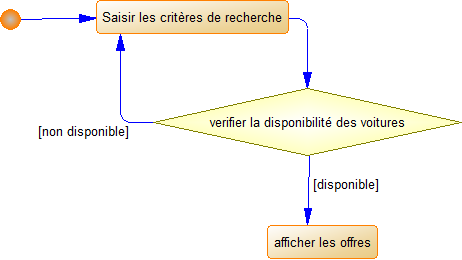 Saisir les critères de recherche
verifier la disponibilité des voitures
[non disponible]
[disponible]
afficher les offres